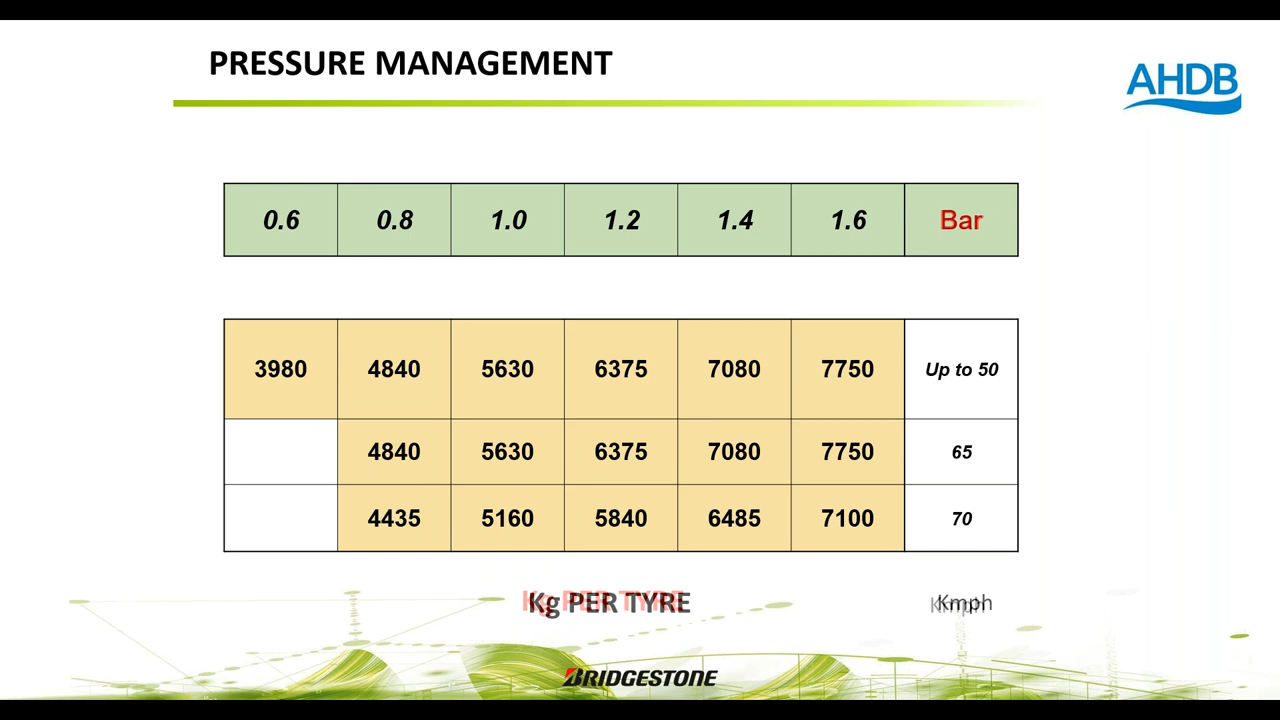 PRESSURE MANAGEMENT
AHDB
0.6 0.8 1.0 1.2 1.4 1.6 Bar
3980 4840 5630 6375 7080 7750 Up to 50
4840 5630 6375 7080 7750 65
4435 5160 5840 6485 7100 70
Kg PER TYRE Kmph
BRIDGESTONE